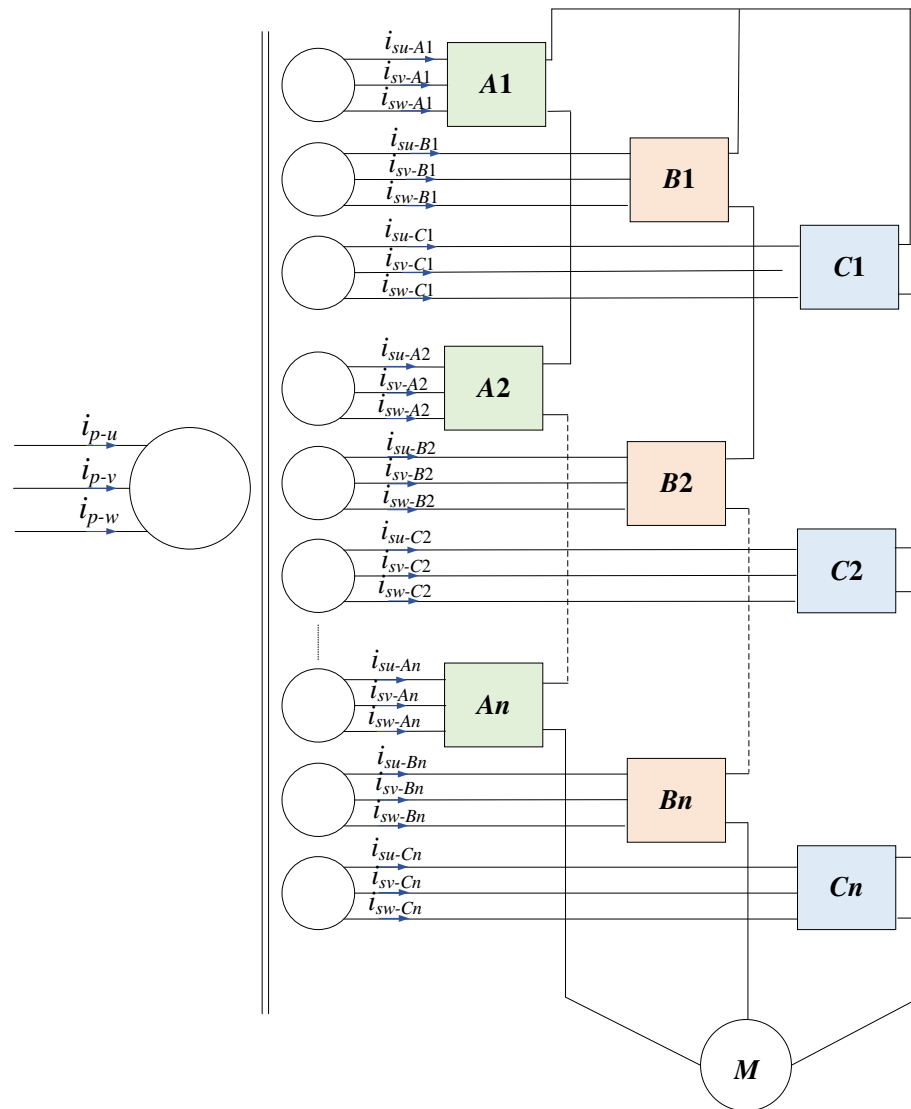 i_su-A1
i_sv-A1
i_sw-A1
A1
i_su-B1
i_sv-B1
i_sw-B1
B1
i_su-C1
i_sv-C1
i_sw-C1
C1
i_su-A2
i_sv-A2
i_sw-A2
A2
i_p-u
i_p-v
i_p-w
i_su-B2
i_sv-B2
i_sw-B2
B2
i_su-C2
i_sv-C2
i_sw-C2
C2
i_su-An
i_sv-An
i_sw-An
An
i_su-Bn
i_sv-Bn
i_sw-Bn
Bn
i_su-Cn
i_sv-Cn
i_sw-Cn
Cn
M